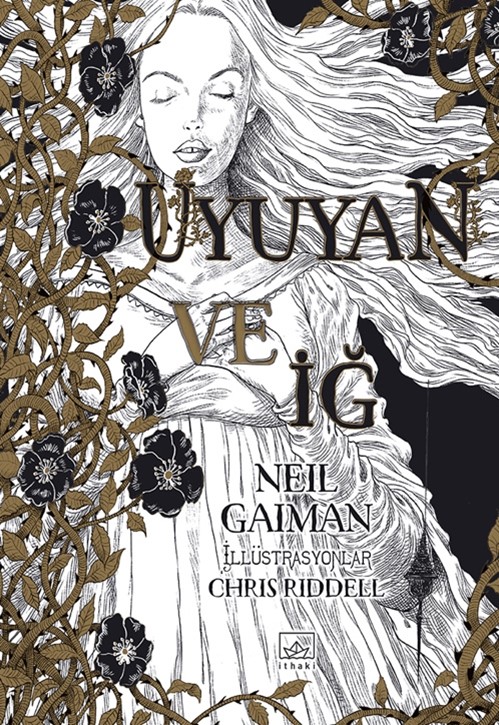 UYUYAN
VE
İĞ
NEIL
GAIMAN
İLLÜSTRASYONLAR
CHRIS RIDDELL
ithaki